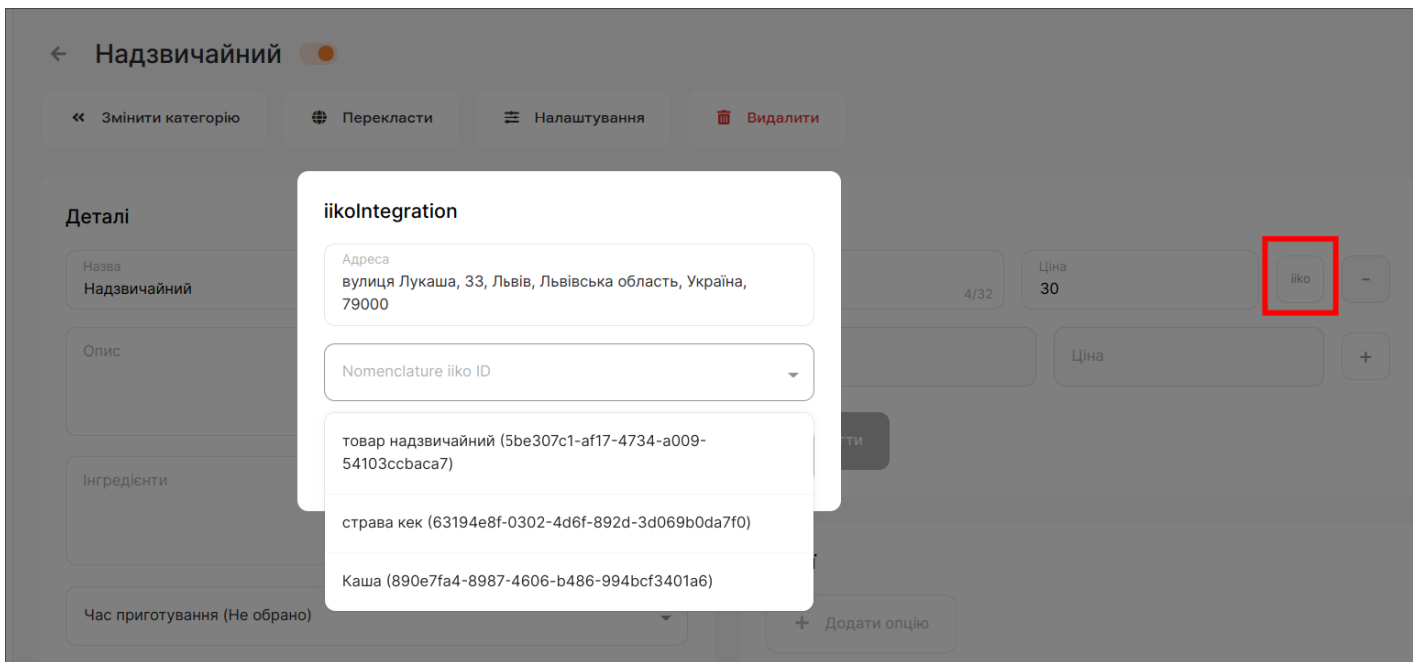 Надзвичайний
Змінити категорію
Перекласти
Налаштування
Видалити
Деталі
Назва
Надзвичайний
Опис
Інгредієнти
Час приготування (Не обрано)
iikoIntegration
Адреса
вулиця Лукаша, 33, Львів, Львівська область, Україна,
79000
Nomenclature iiko ID
товар надзвичайний (5be307c1-af17-4734-a009-
54103ccbaca7)
страва кек (63194e8f-0302-4d6f-892d-3d069b0da7f0)
Каша (890e7fa4-8987-4606-b486-994bcf3401a6)
4/32
Ціна
30
iiko
-
Ціна
+
+ Додати опцію